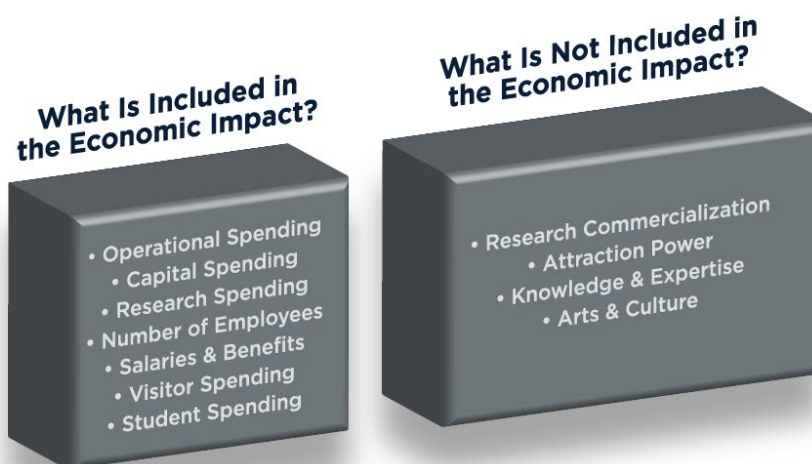 What Is Included in
the Economic Impact?
• Operational Spending
• Capital Spending
• Research Spending
• Number of Employees
• Salaries & Benefits
• Visitor Spending
• Student Spending
What Is Not Included in
the Economic Impact?
• Research Commercialization
• Attraction Power
• Knowledge & Expertise
• Arts & Culture